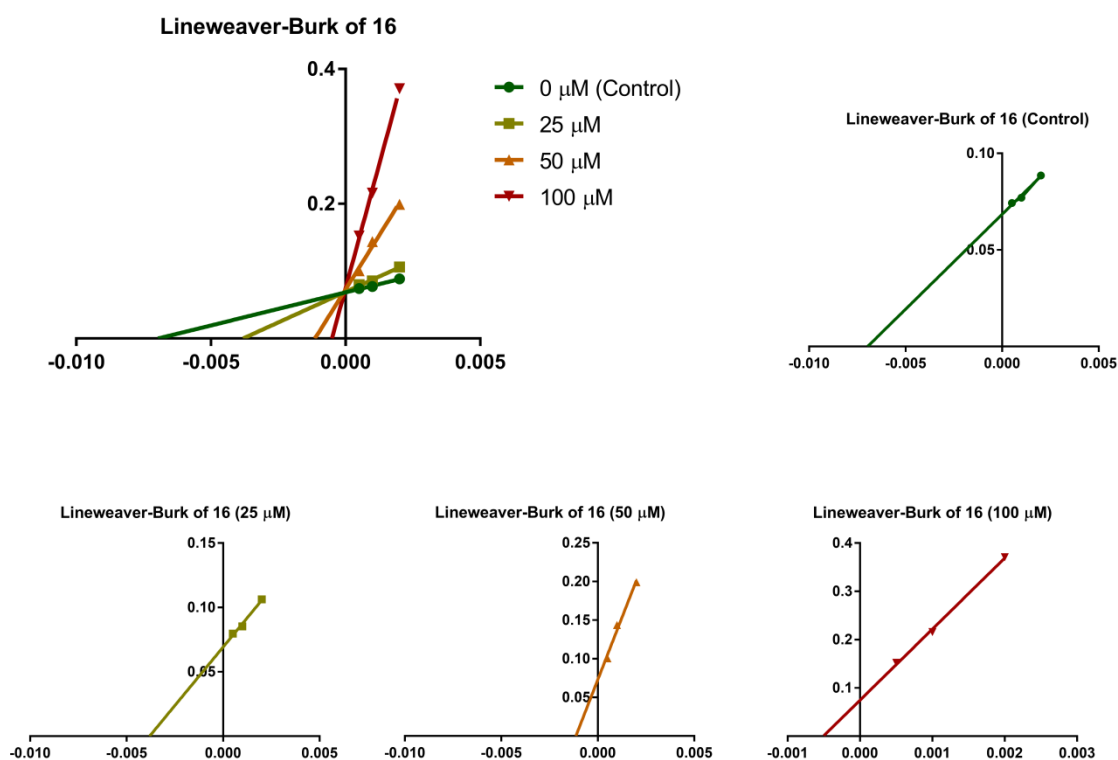 Lineweaver-Burk of 16
0.4
0.2
-0.010 -0.005 0.000 0.005
0 μM (Control)
25 μM
50 μM
100 μM
Lineweaver-Burk of 16 (Control)
0.10
0.05
-0.010 -0.005 0.000 0.005
Lineweaver-Burk of 16 (25 μM)
0.15
0.10
0.05
-0.010 -0.005 0.000 0.005
Lineweaver-Burk of 16 (50 μM)
0.25
0.20
0.15
0.10
0.05
-0.010 -0.005 0.000 0.005
Lineweaver-Burk of 16 (100 μM)
0.4
0.3
0.2
0.1
-0.001 0.000 0.001 0.002 0.003